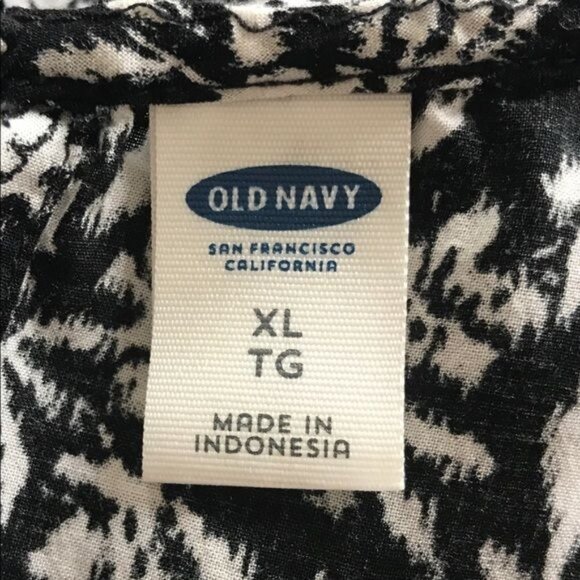 OLD NAVY
SAN FRANCISCO
CALIFORNIA
XL
TG
MADE IN
INDONESIA